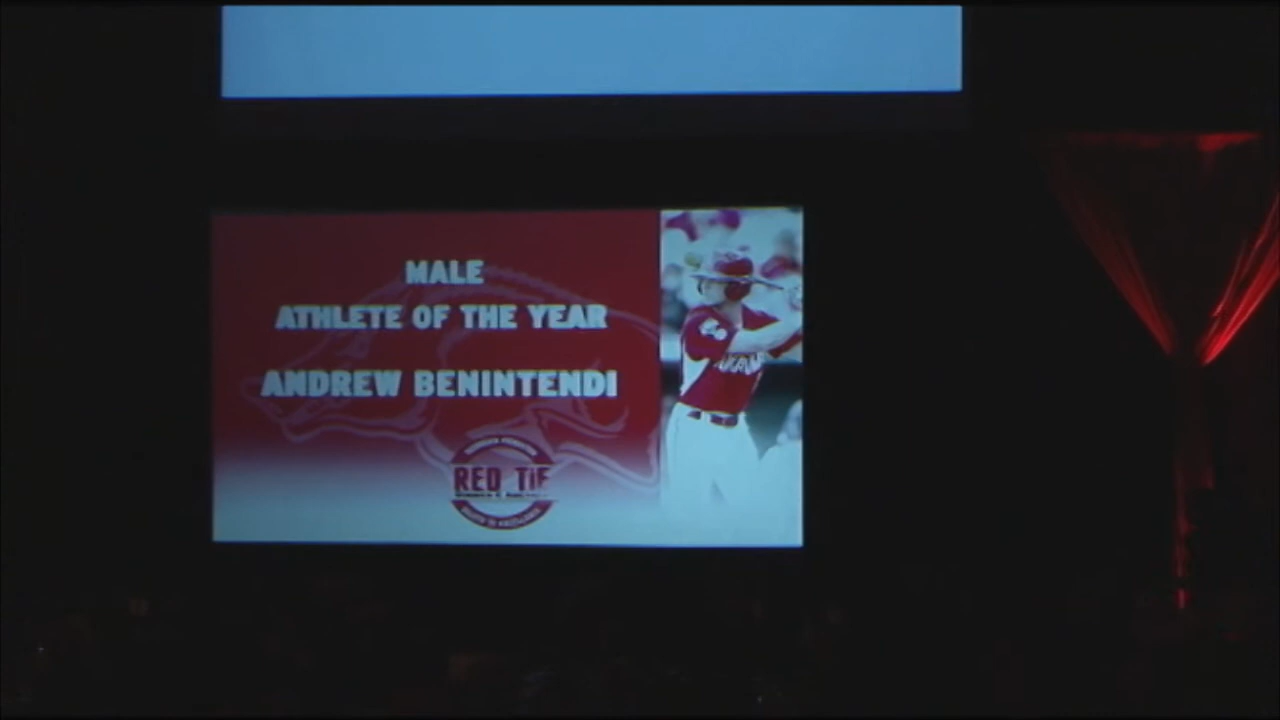 MALE
ATHLETE OF THE YEAR
ANDREW BENINTENDI
RED TIE